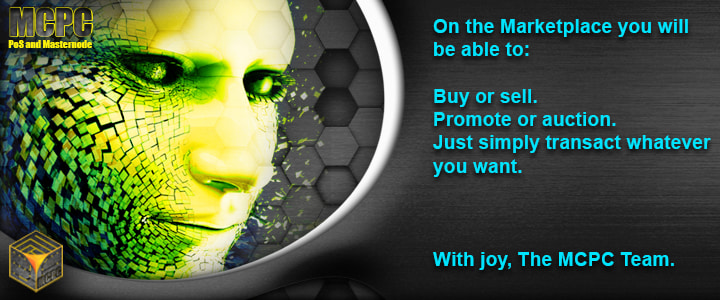 MCPC
PoS and Masternode
On the Marketplace you will
be able to:
Buy or sell.
Promote or auction.
Just simply transact whatever
you want.
With joy, The MCPC Team.
MCPC